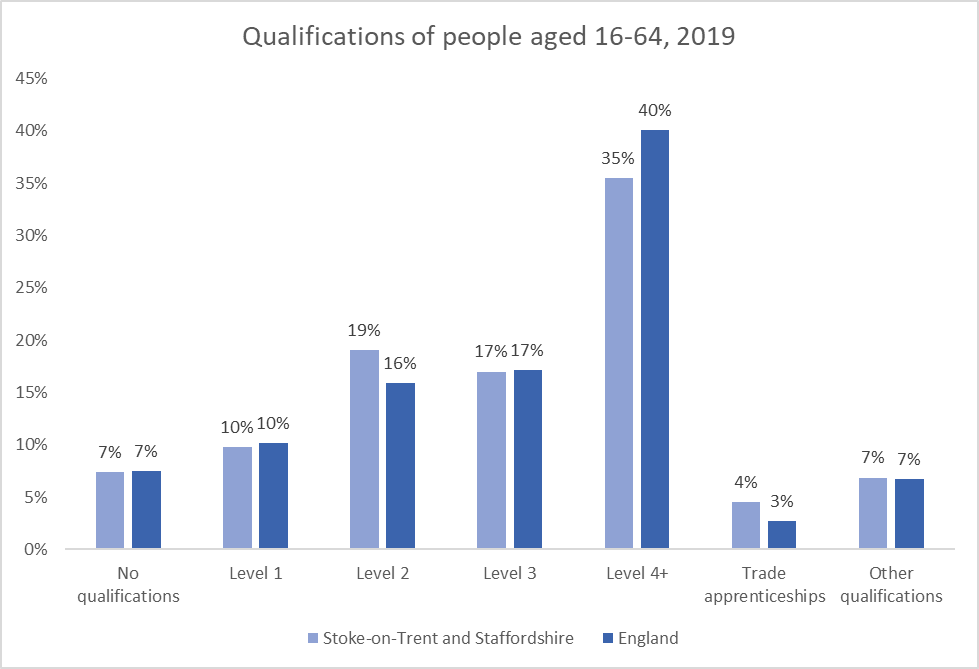 Qualifications of people aged 16-64, 2019
45%
40%
35%
30%
25%
20%
15%
10%
5%
0%
7% 7%
10% 10%
19% 16%
17% 17%
35% 40%
4% 3%
7% 7%
No qualifications
Level 1
Level 2
Level 3
Level 4+
Trade apprenticeships
Other qualifications
Stoke-on-Trent and Staffordshire
England